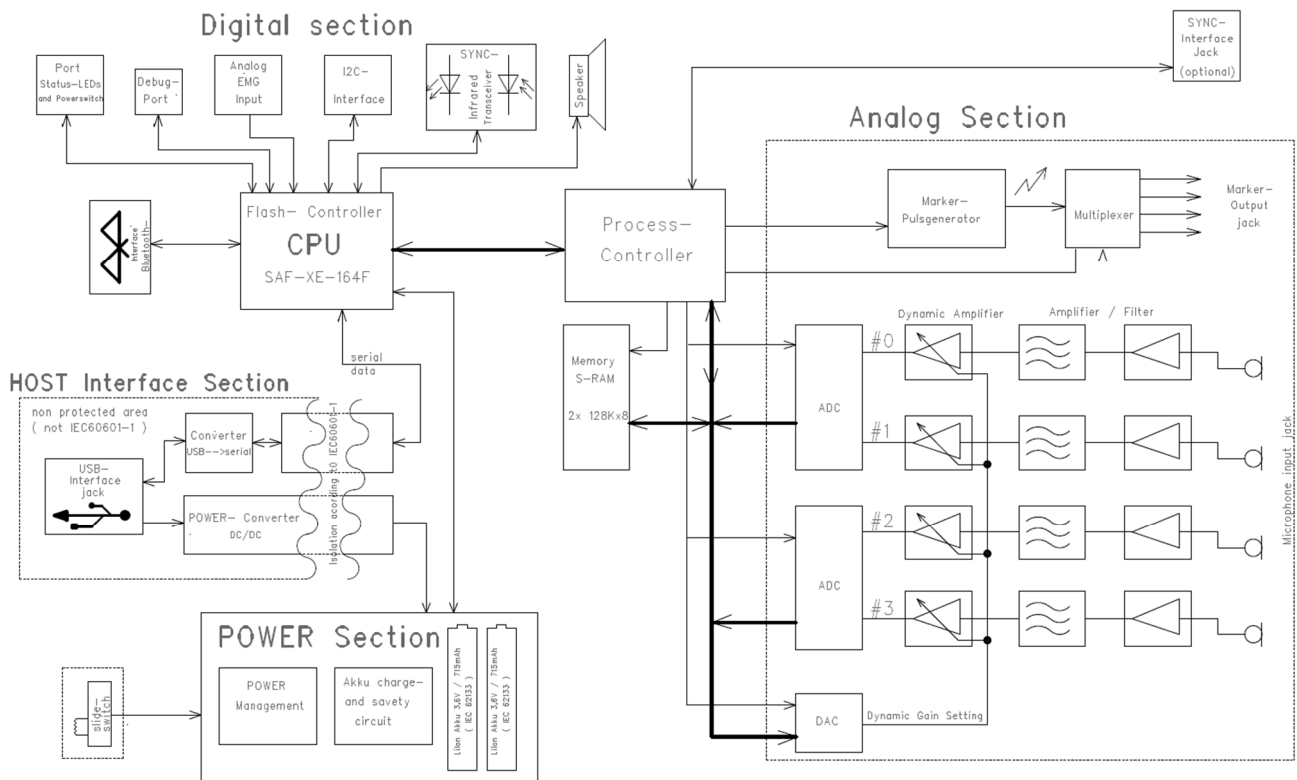 Digital section
Port
Status-LEDs
and Powerswitch
Debug-
Port
Analog
EMG
Input
I2C-
Interface
SYNC-
Infrared
Transceiver
Speaker
SYNC-
Interface
Jack
(optional)
Analog Section
Interface
Bluetooth-
Flash- Controller
CPU
SAF-XE-164F
Process-
Controller
Marker-
Pulsgenerator
Multiplexer
Marker-
Output
jack
serial
data
Memory
S-RAM
2x 128Kx8
Dynamic Amplifier
Amplifier / Filter
#0
ADC
#1
#2
ADC
#3
DAC
Dynamic Gain Setting
Microphone input jack
HOST Interface Section
non protected area
( not IEC60601-1 )
Converter
USB-->serial
USB-
Interface
jack
POWER- Converter
DC/DC
Isolation acording to IEC60601-1
POWER Section
POWER
Management
Akku charge-
and savety
circuit
LiIon Akku 3,6V / 715mAh
( IEC 62133 )
LiIon Akku 3,6V / 715mAh
( IEC 62133 )
slide-
switch